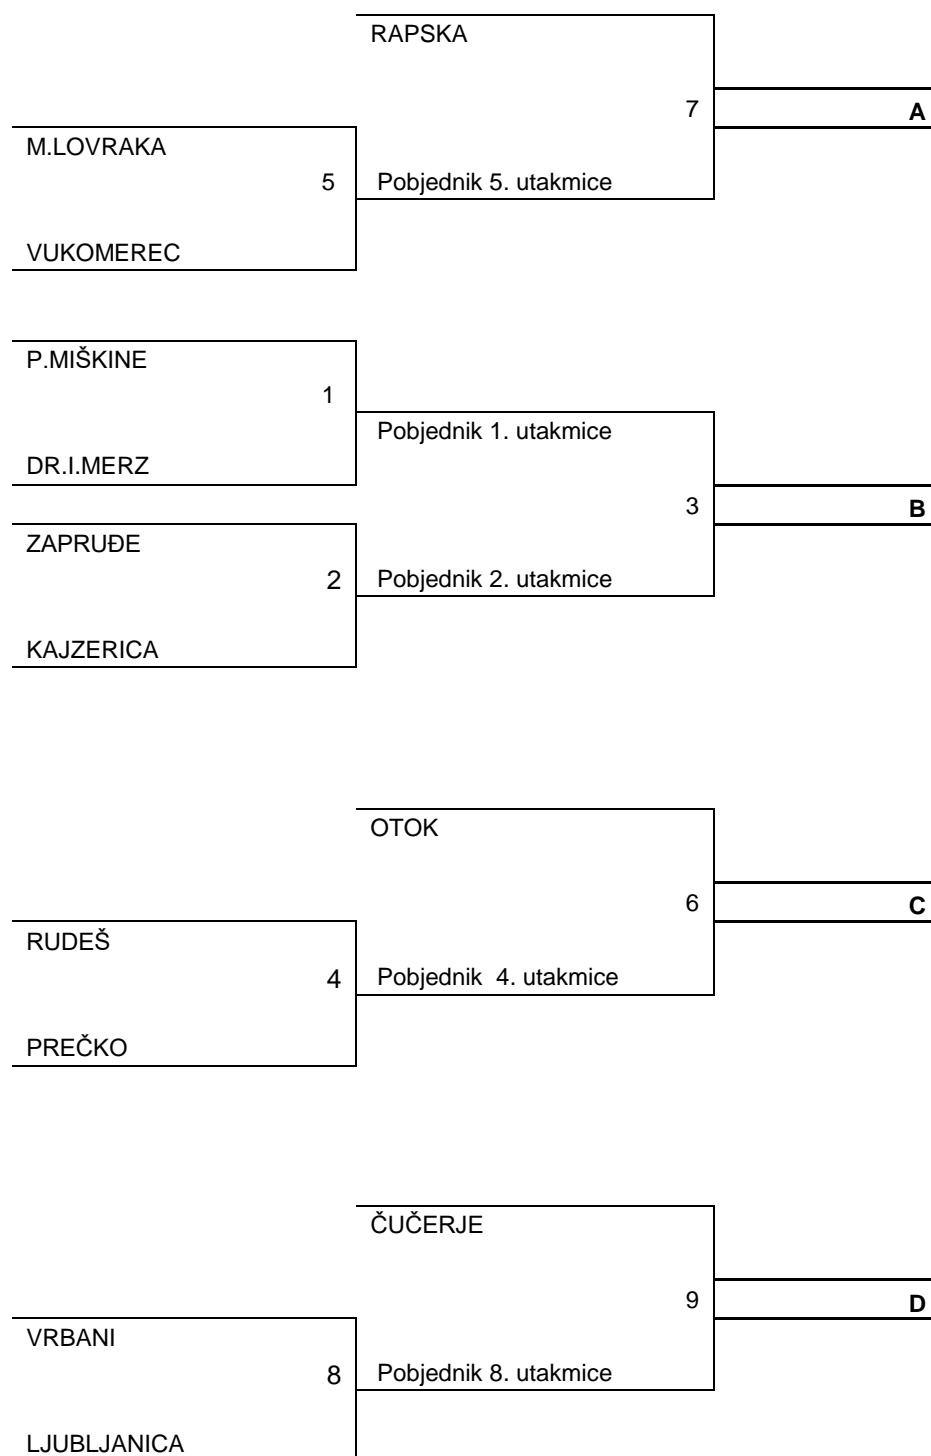 RAPSKA
7
A
M.LOVRAKA
5
Pobjednik 5. utakmice
VUKOMEREC
P.MIŠKINE
1
Pobjednik 1. utakmice
DR.I.MERZ
3
B
ZAPRUĐE
2
Pobjednik 2. utakmice
KAJZERICA
OTOK
6
C
RUDEŠ
4
Pobjednik  4. utakmice
PREČKO
ČUČERJE
9
D
VRBANI
8
Pobjednik 8. utakmice
LJUBLJANICA